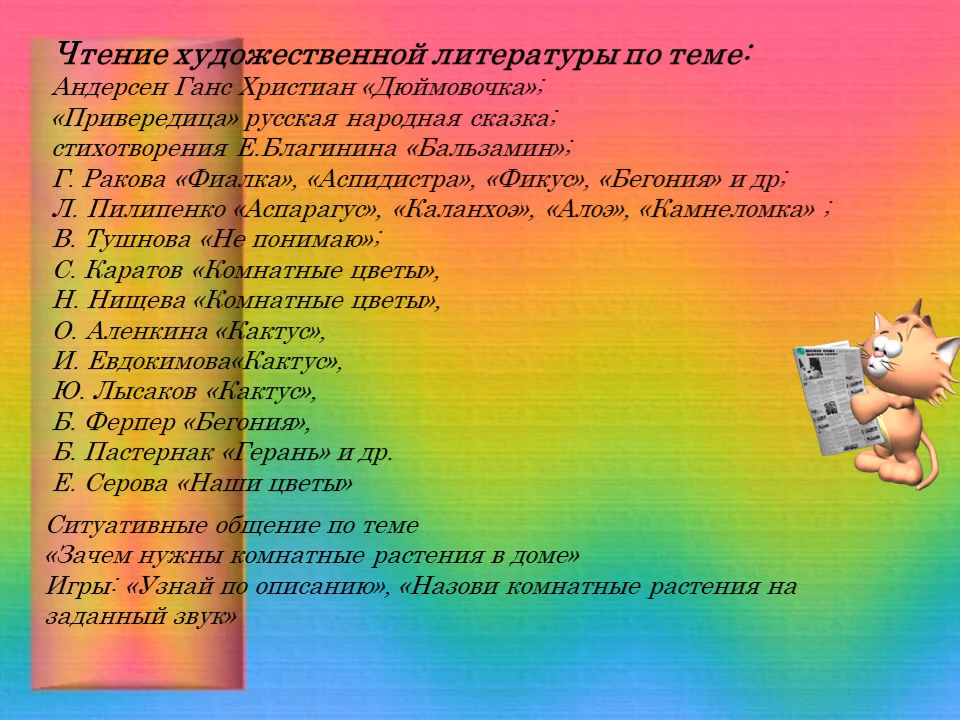 Чтение художественной литературы по теме:
Андерсен Ганс Христиан «Дюймовочка»;
«Привередица» русская народная сказка;
стихотворения Е.Благинина «Бальзамин»;
Г. Ракова «Фиалка», «Аспидистра», «Фикус», «Бегония» и др;
Л. Пилипенко «Аспарагус», «Каланхоэ», «Алоэ», «Камнеломка» ;
В. Тушнова «Не понимаю»;
С. Каратов «Комнатные цветы»,
Н. Нищева «Комнатные цветы»,
О. Аленкина «Кактус»,
И. Евдокимова«Кактус»,
Ю. Лысаков «Кактус»,
Б. Ферпер «Бегония»,
Б. Пастернак «Герань» и др.
Е. Серова «Наши цветы»
Ситуативные общение по теме
«Зачем нужны комнатные растения в доме»
Игры: «Узнай по описанию», «Назови комнатные растения на
заданный звук»